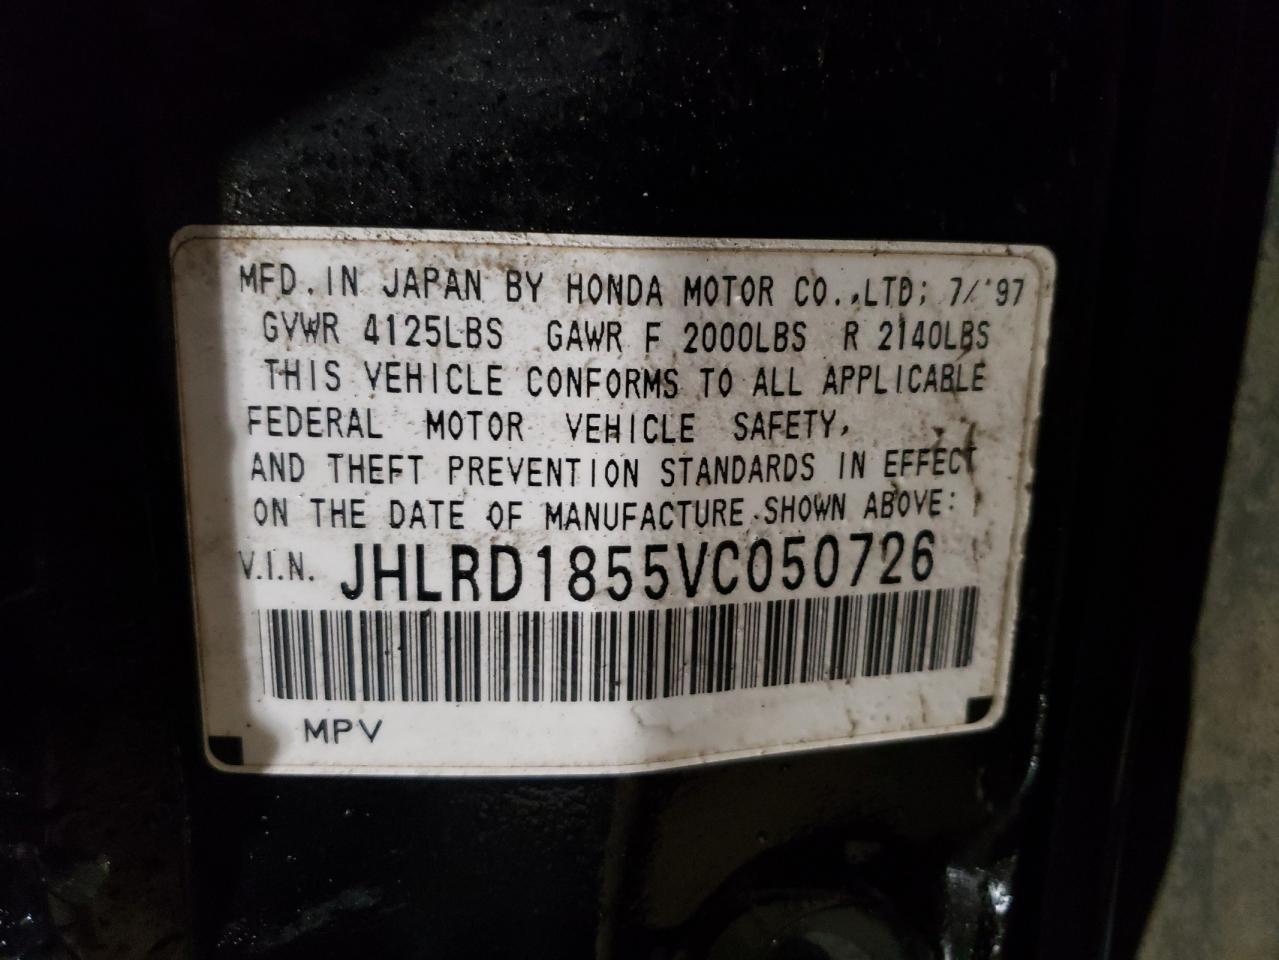 MFD. IN JAPAN BY HONDA MOTOR CO.,LTD; 7/'97
GVWR 4125LBS GAWR F 2000LBS R 2140LBS
THIS VEHICLE CONFORMS TO ALL APPLICABLE
FEDERAL MOTOR VEHICLE SAFETY,
AND THEFT PREVENTION STANDARDS IN EFFECT
ON THE DATE OF MANUFACTURE SHOWN ABOVE:
V.I.N. JHLRD1855VC050726
MPV